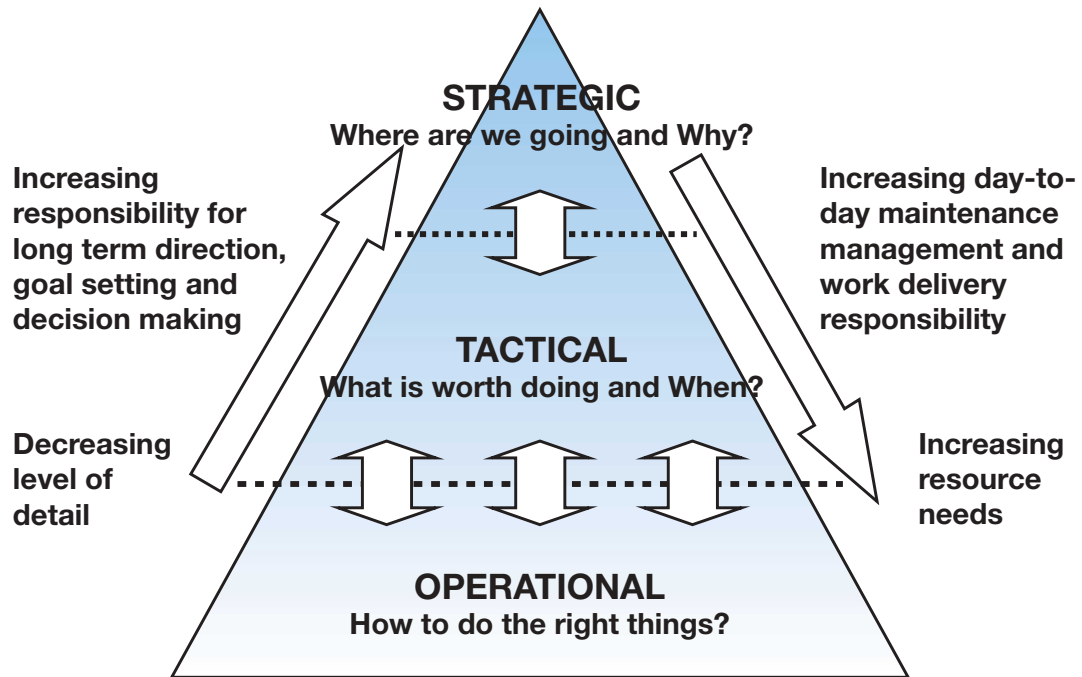 STRATEGIC
Where are we going and Why?
Increasing
responsibility for
long term direction,
goal setting and
decision making
Increasing day-to-
day maintenance
management and
work delivery
responsibility
TACTICAL
What is worth doing and When?
Decreasing
level of
detail
Increasing
resource
needs
OPERATIONAL
How to do the right things?